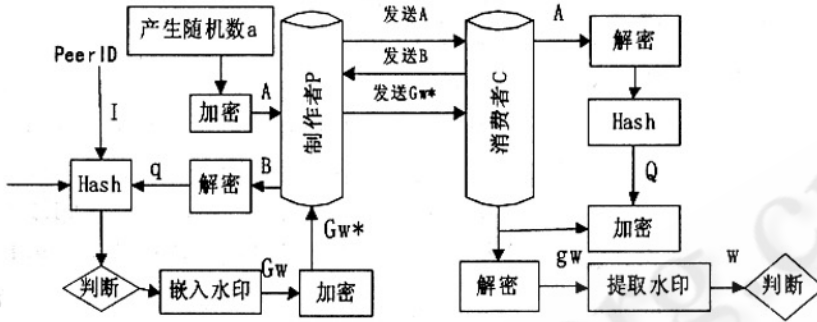 产生随机数a
PeerID
I
加密
A
制作者P
发送A
发送B
发送Gw*
消费者C
A
解密
Hash
Q
加密
Hash
q
解密
B
Gw*
判断
嵌入水印
Gw
加密
解密
gw
提取水印
w
判断